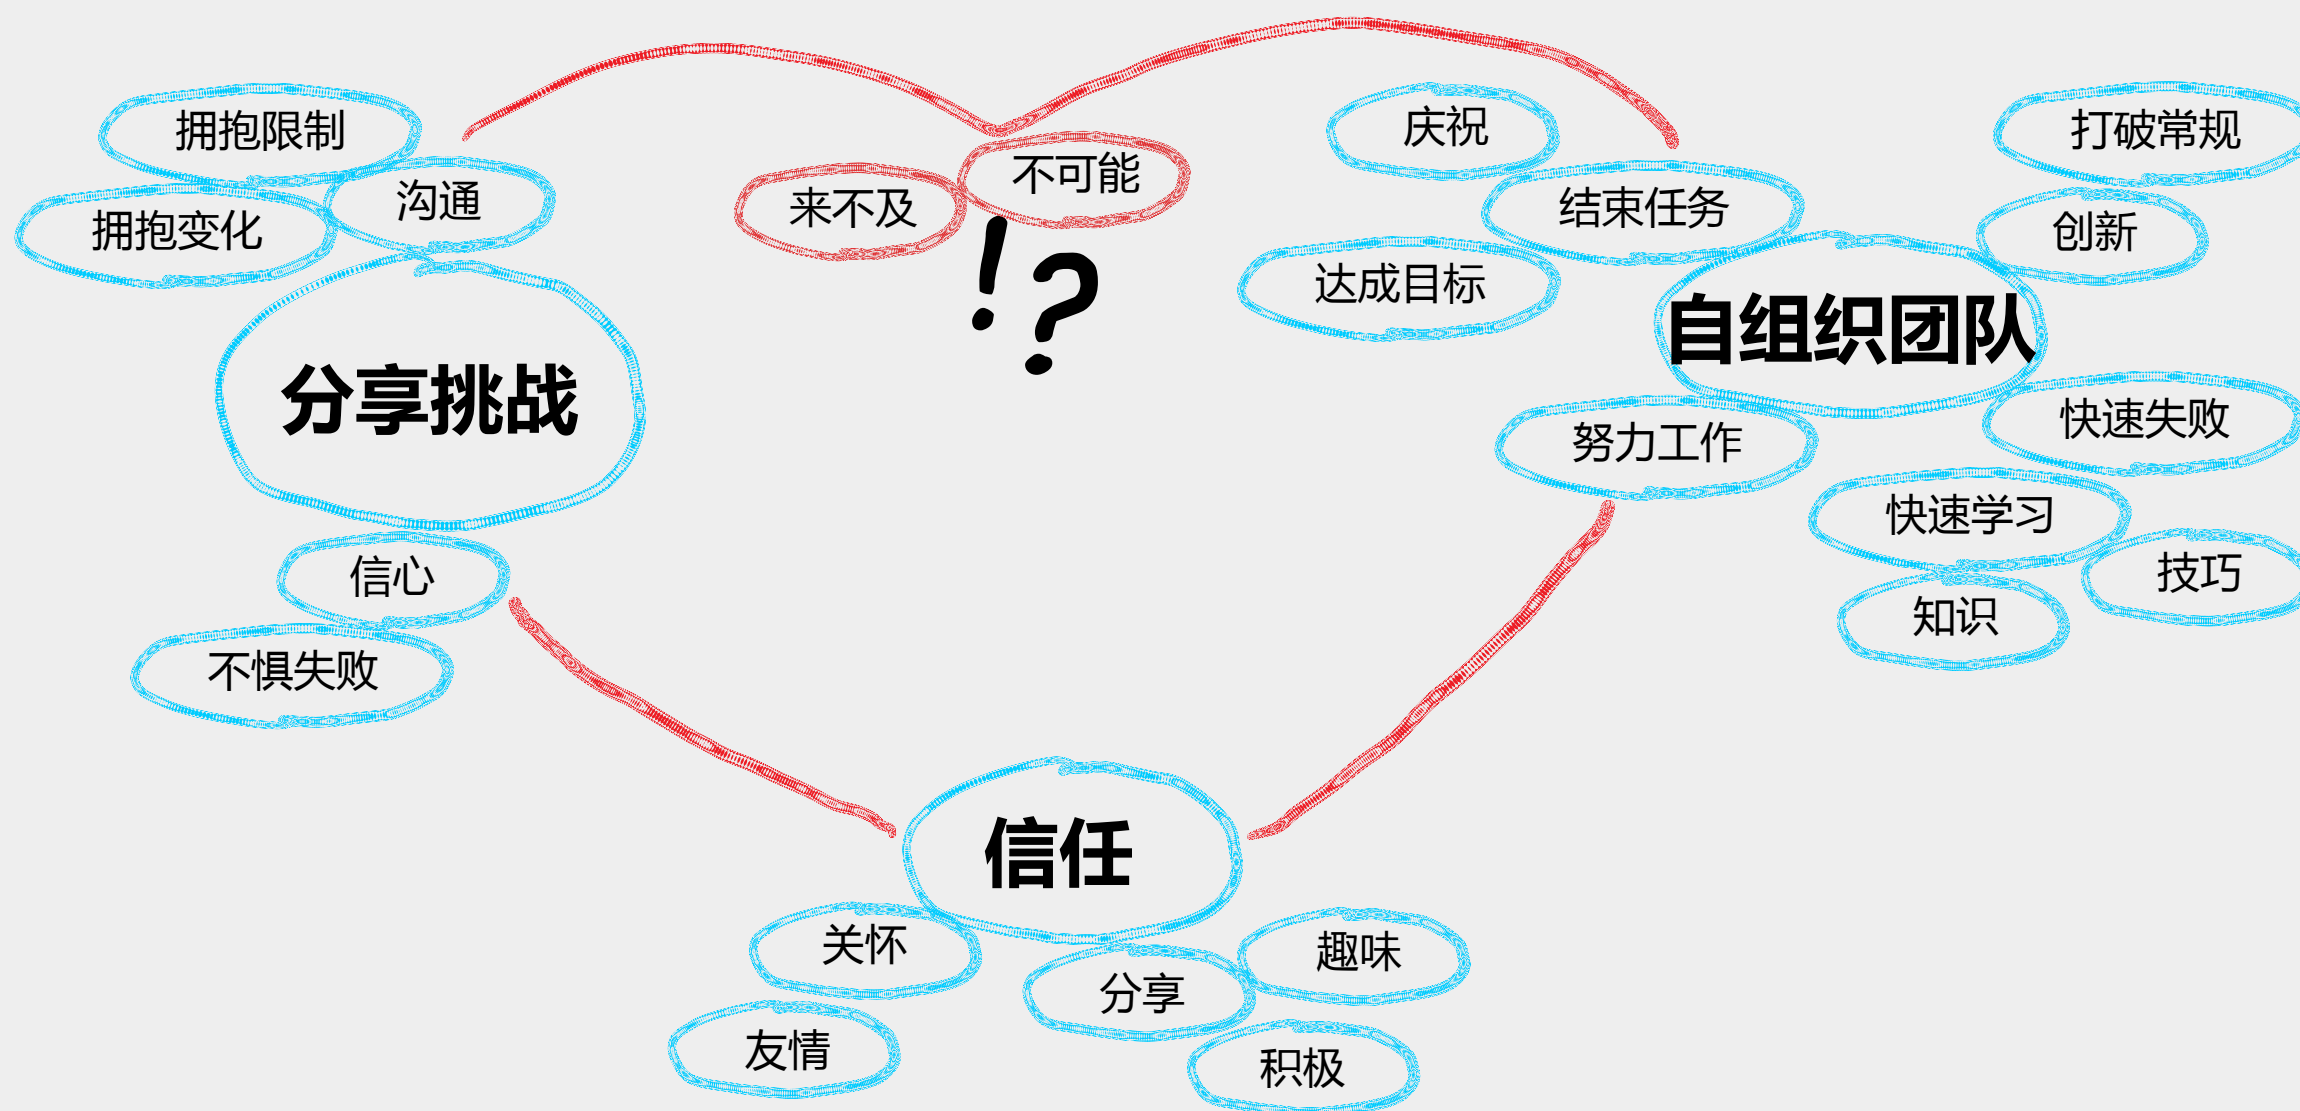 拥抱限制
沟通
拥抱变化
分享挑战
信心
不惧失败
来不及
不可能
!?
庆祝
结束任务
达成目标
打破常规
创新
自组织团队
努力工作
快速失败
快速学习
技巧
知识
信任
关怀
友情
分享
趣味
积极